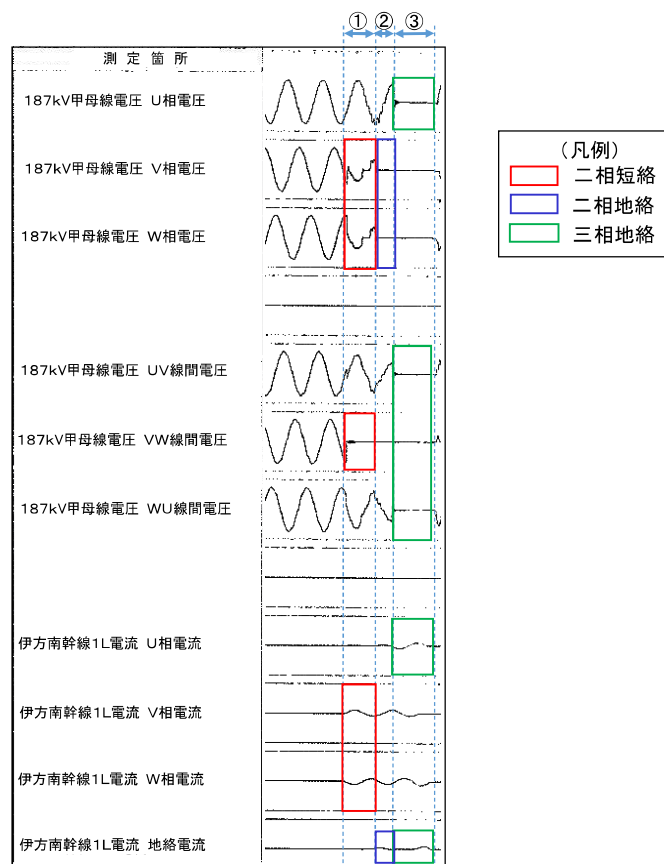 ① ② ③
測定箇所
187kV甲母線電圧 U相電圧
187kV甲母線電圧 V相電圧
187kV甲母線電圧 W相電圧
187kV甲母線電圧 UV線間電圧
187kV甲母線電圧 VW線間電圧
187kV甲母線電圧 WU線間電圧
伊方南幹線1L電流 U相電流
伊方南幹線1L電流 V相電流
伊方南幹線1L電流 W相電流
伊方南幹線1L電流 地絡電流
(凡例)
二相短絡
二相地絡
三相地絡